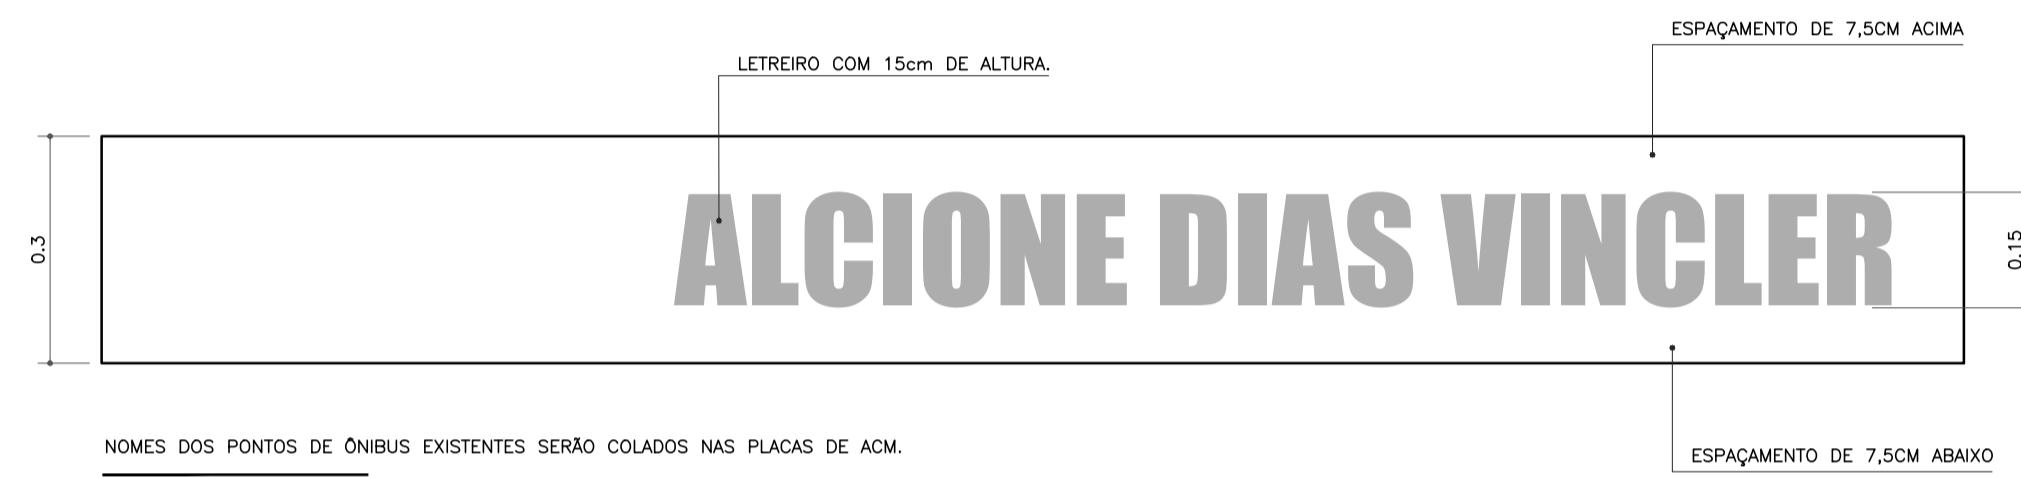 ESPAÇAMENTO DE 7,5CM ACIMA
LETREIRO COM 15cm DE ALTURA.
0.3
ALCIONE DIAS VINCLER
0.15
NOMES DOS PONTOS DE ÔNIBUS EXISTENTES SERÃO COLADOS NAS PLACAS DE ACM.
ESPAÇAMENTO DE 7,5CM ABAIXO